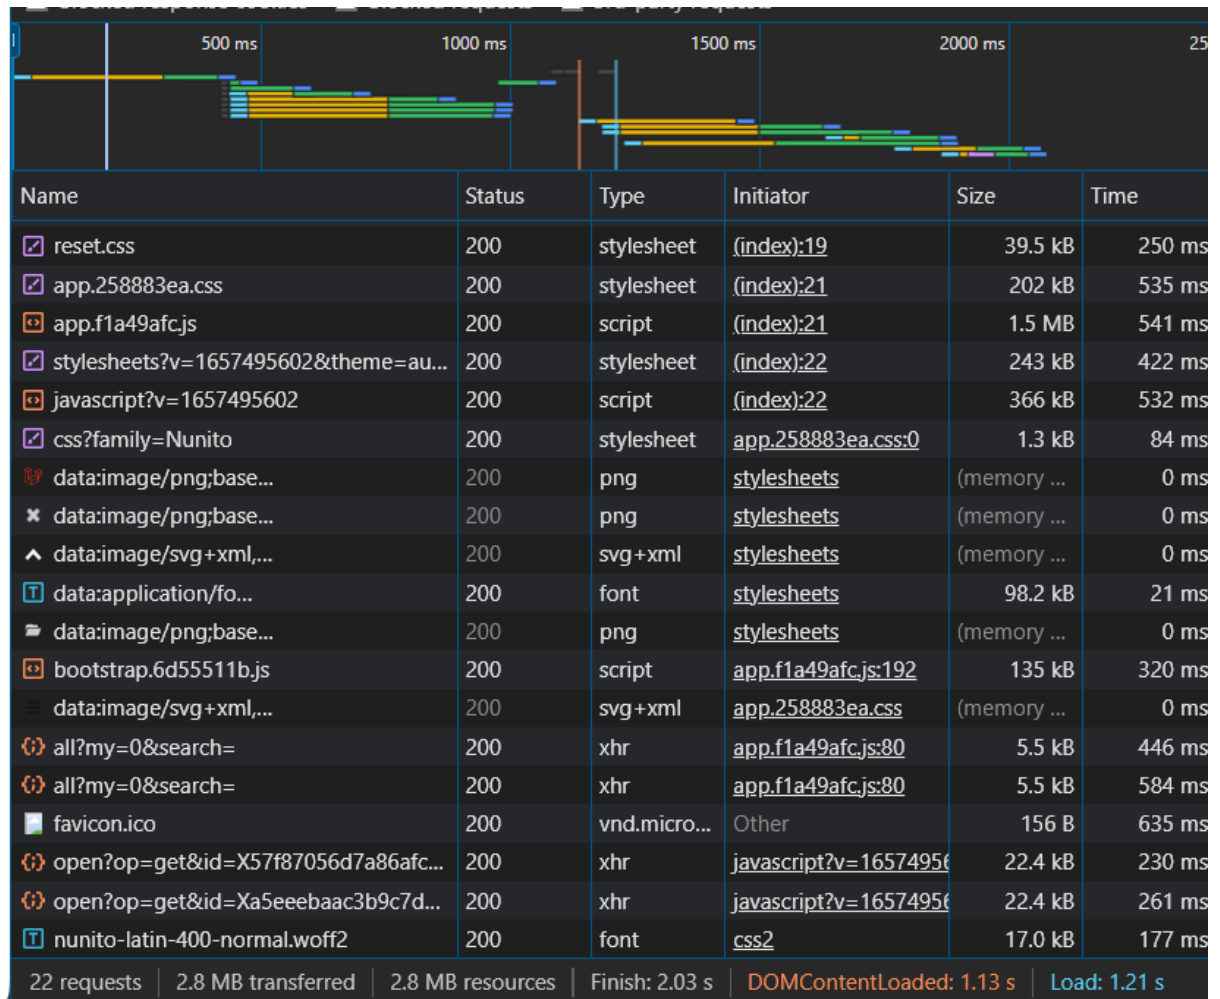 500 ms 1000 ms 1500 ms 2000 ms 25
Name Status Type Initiator Size Time
reset.css 200 stylesheet (index):19 39.5 kB 250 ms
app.258883ea.css 200 stylesheet (index):21 202 kB 535 ms
app.f1a49afc.js 200 script (index):21 1.5 MB 541 ms
stylesheets?v=1657495602&theme=au... 200 stylesheet (index):22 243 kB 422 ms
javascript?v=1657495602 200 script (index):22 366 kB 532 ms
css?family=Nunito 200 stylesheet app.258883ea.css:0 1.3 kB 84 ms
data:image/png;base... 200 png stylesheets (memory ... 0 ms
data:image/png;base... 200 png stylesheets (memory ... 0 ms
data:image/svg+xml,... 200 svg+xml stylesheets (memory ... 0 ms
data:application/fo... 200 font stylesheets 98.2 kB 21 ms
data:image/png;base... 200 png stylesheets (memory ... 0 ms
bootstrap.6d55511b.js 200 script app.f1a49afc.js:192 135 kB 320 ms
data:image/svg+xml,... 200 svg+xml app.258883ea.css (memory ... 0 ms
all?my=0&search= 200 xhr app.f1a49afc.js:80 5.5 kB 446 ms
all?my=0&search= 200 xhr app.f1a49afc.js:80 5.5 kB 584 ms
favicon.ico 200 vnd.micro... Other 156 B 635 ms
open?op=get&id=X57f87056d7a86afc... 200 xhr javascript?v=16574956 22.4 kB 230 ms
open?op=get&id=Xa5eeebaac3b9c7d... 200 xhr javascript?v=16574956 22.4 kB 261 ms
nunito-latin-400-normal.woff2 200 font css2 17.0 kB 177 ms
22 requests 2.8 MB transferred 2.8 MB resources Finish: 2.03 s DOMContentLoaded: 1.13 s Load: 1.21 s